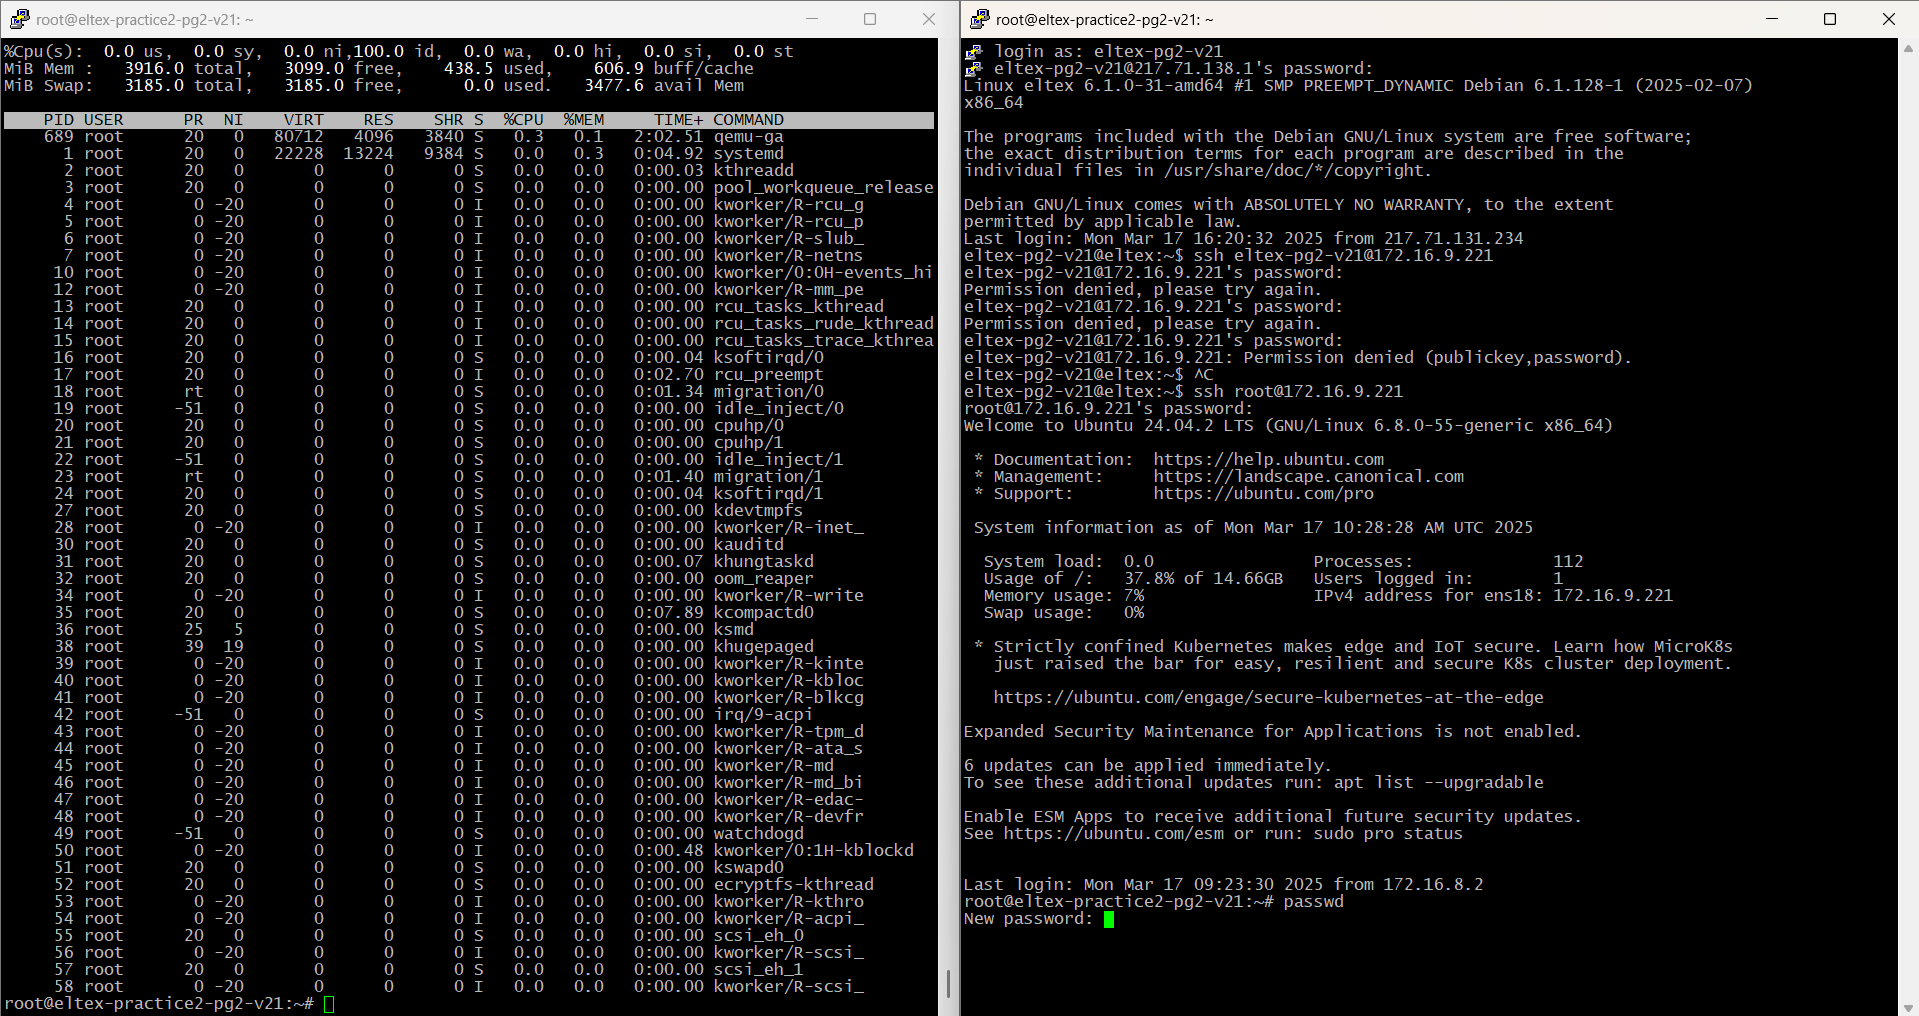 root@eltex-practice2-pg2-v21: ~
%Cpu(s):  0.0 us,  0.0 sy,  0.0 ni,100.0 id,  0.0 wa,  0.0 hi,  0.0 si,  0.0 st
MiB Mem :   3916.0 total,   3099.0 free,    438.5 used,    606.9 buff/cache
MiB Swap:   3185.0 total,   3185.0 free,      0.0 used.   3477.6 avail Mem
PID USER      PR  NI    VIRT    RES    SHR S  %CPU  %MEM     TIME+ COMMAND
689 root      20   0   80712   4096   3840 S   0.3   0.1   2:02.51 qemu-ga
1 root      20   0   22228  13224   9384 S   0.0   0.3   0:04.92 systemd
2 root      20   0       0      0      0 S   0.0   0.0   0:00.03 kthreadd
3 root      20   0       0      0      0 S   0.0   0.0   0:00.00 pool_workqueue_release
4 root       0 -20       0      0      0 I   0.0   0.0   0:00.00 kworker/R-rcu_g
5 root       0 -20       0      0      0 I   0.0   0.0   0:00.00 kworker/R-rcu_p
6 root       0 -20       0      0      0 I   0.0   0.0   0:00.00 kworker/R-slub_
7 root       0 -20       0      0      0 I   0.0   0.0   0:00.00 kworker/R-netns
10 root       0 -20       0      0      0 I   0.0   0.0   0:00.00 kworker/0:0H-events_hi
12 root       0 -20       0      0      0 I   0.0   0.0   0:00.00 kworker/R-mm_pe
13 root      20   0       0      0      0 I   0.0   0.0   0:00.00 rcu_tasks_kthread
14 root      20   0       0      0      0 I   0.0   0.0   0:00.00 rcu_tasks_rude_kthread
15 root      20   0       0      0      0 I   0.0   0.0   0:00.00 rcu_tasks_trace_kthrea
16 root      20   0       0      0      0 S   0.0   0.0   0:00.04 ksoftirqd/0
17 root      20   0       0      0      0 I   0.0   0.0   0:02.70 rcu_preempt
18 root      rt   0       0      0      0 S   0.0   0.0   0:01.34 migration/0
19 root     -51   0       0      0      0 S   0.0   0.0   0:00.00 idle_inject/0
20 root      20   0       0      0      0 S   0.0   0.0   0:00.00 cpuhp/0
21 root      20   0       0      0      0 S   0.0   0.0   0:00.00 cpuhp/1
22 root     -51   0       0      0      0 S   0.0   0.0   0:00.00 idle_inject/1
23 root      rt   0       0      0      0 S   0.0   0.0   0:01.40 migration/1
24 root      20   0       0      0      0 S   0.0   0.0   0:00.04 ksoftirqd/1
27 root      20   0       0      0      0 S   0.0   0.0   0:00.00 kdevtmpfs
28 root       0 -20       0      0      0 I   0.0   0.0   0:00.00 kworker/R-inet_
30 root      20   0       0      0      0 S   0.0   0.0   0:00.00 kauditd
31 root      20   0       0      0      0 S   0.0   0.0   0:00.07 khungtaskd
32 root      20   0       0      0      0 S   0.0   0.0   0:00.00 oom_reaper
34 root       0 -20       0      0      0 I   0.0   0.0   0:00.00 kworker/R-write
35 root      20   0       0      0      0 S   0.0   0.0   0:07.89 kcompactd0
36 root      25   5       0      0      0 S   0.0   0.0   0:00.00 ksmd
38 root      39  19       0      0      0 S   0.0   0.0   0:00.00 khugepaged
39 root       0 -20       0      0      0 I   0.0   0.0   0:00.00 kworker/R-kinte
40 root       0 -20       0      0      0 I   0.0   0.0   0:00.00 kworker/R-kbloc
41 root       0 -20       0      0      0 I   0.0   0.0   0:00.00 kworker/R-blkcg
42 root     -51   0       0      0      0 S   0.0   0.0   0:00.00 irq/9-acpi
43 root       0 -20       0      0      0 I   0.0   0.0   0:00.00 kworker/R-tpm_d
44 root       0 -20       0      0      0 I   0.0   0.0   0:00.00 kworker/R-ata_s
45 root       0 -20       0      0      0 I   0.0   0.0   0:00.00 kworker/R-md
46 root       0 -20       0      0      0 I   0.0   0.0   0:00.00 kworker/R-md_bi
47 root       0 -20       0      0      0 I   0.0   0.0   0:00.00 kworker/R-edac-
48 root       0 -20       0      0      0 I   0.0   0.0   0:00.00 kworker/R-devfr
49 root     -51   0       0      0      0 S   0.0   0.0   0:00.00 watchdogd
50 root       0 -20       0      0      0 I   0.0   0.0   0:00.48 kworker/0:1H-kblockd
51 root      20   0       0      0      0 S   0.0   0.0   0:00.00 kswapd0
52 root      20   0       0      0      0 S   0.0   0.0   0:00.00 ecryptfs-kthread
53 root       0 -20       0      0      0 I   0.0   0.0   0:00.00 kworker/R-kthro
54 root       0 -20       0      0      0 I   0.0   0.0   0:00.00 kworker/R-acpi_
55 root      20   0       0      0      0 S   0.0   0.0   0:00.00 scsi_eh_0
56 root       0 -20       0      0      0 I   0.0   0.0   0:00.00 kworker/R-scsi_
57 root      20   0       0      0      0 S   0.0   0.0   0:00.00 scsi_eh_1
58 root       0 -20       0      0      0 I   0.0   0.0   0:00.00 kworker/R-scsi_
root@eltex-practice2-pg2-v21:~#
root@eltex-practice2-pg2-v21: ~
login as: eltex-pg2-v21
eltex-pg2-v21@217.71.138.1's password:
Linux eltex 6.1.0-31-amd64 #1 SMP PREEMPT_DYNAMIC Debian 6.1.128-1 (2025-02-07)
x86_64
The programs included with the Debian GNU/Linux system are free software;
the exact distribution terms for each program are described in the
individual files in /usr/share/doc/*/copyright.
Debian GNU/Linux comes with ABSOLUTELY NO WARRANTY, to the extent
permitted by applicable law.
Last login: Mon Mar 17 16:20:32 2025 from 217.71.131.234
eltex-pg2-v21@eltex:~$ ssh eltex-pg2-v21@172.16.9.221
eltex-pg2-v21@172.16.9.221's password:
Permission denied, please try again.
eltex-pg2-v21@172.16.9.221's password:
Permission denied, please try again.
eltex-pg2-v21@172.16.9.221's password:
eltex-pg2-v21@172.16.9.221: Permission denied (publickey,password).
eltex-pg2-v21@eltex:~$ ^C
eltex-pg2-v21@eltex:~$ ssh root@172.16.9.221
root@172.16.9.221's password:
Welcome to Ubuntu 24.04.2 LTS (GNU/Linux 6.8.0-55-generic x86_64)
* Documentation:  https://help.ubuntu.com
* Management:     https://landscape.canonical.com
* Support:        https://ubuntu.com/pro
System information as of Mon Mar 17 10:28:28 AM UTC 2025
System load:  0.0                Processes:              112
Usage of /:   37.8% of 14.66GB   Users logged in:        1
Memory usage: 7%                 IPv4 address for ens18: 172.16.9.221
Swap usage:   0%
* Strictly confined Kubernetes makes edge and IoT secure. Learn how MicroK8s
just raised the bar for easy, resilient and secure K8s cluster deployment.
https://ubuntu.com/engage/secure-kubernetes-at-the-edge
Expanded Security Maintenance for Applications is not enabled.
6 updates can be applied immediately.
To see these additional updates run: apt list --upgradable
Enable ESM Apps to receive additional future security updates.
See https://ubuntu.com/esm or run: sudo pro status
Last login: Mon Mar 17 09:23:30 2025 from 172.16.8.2
root@eltex-practice2-pg2-v21:~# passwd
New password: